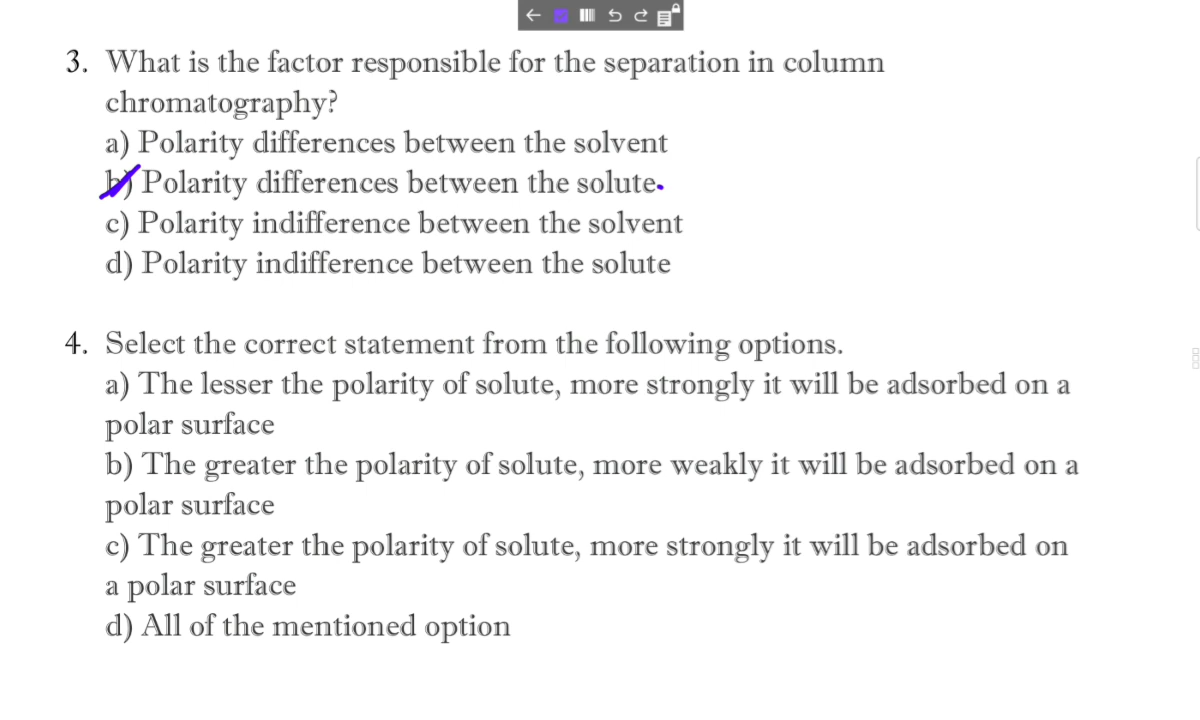 3. What is the factor responsible for the separation in column
chromatography?
a) Polarity differences between the solvent
b) Polarity differences between the solute.
c) Polarity indifference between the solvent
d) Polarity indifference between the solute
4. Select the correct statement from the following options.
a) The lesser the polarity of solute, more strongly it will be adsorbed on a
polar surface
b) The greater the polarity of solute, more weakly it will be adsorbed on a
polar surface
c) The greater the polarity of solute, more strongly it will be adsorbed on
a polar surface
d) All of the mentioned option